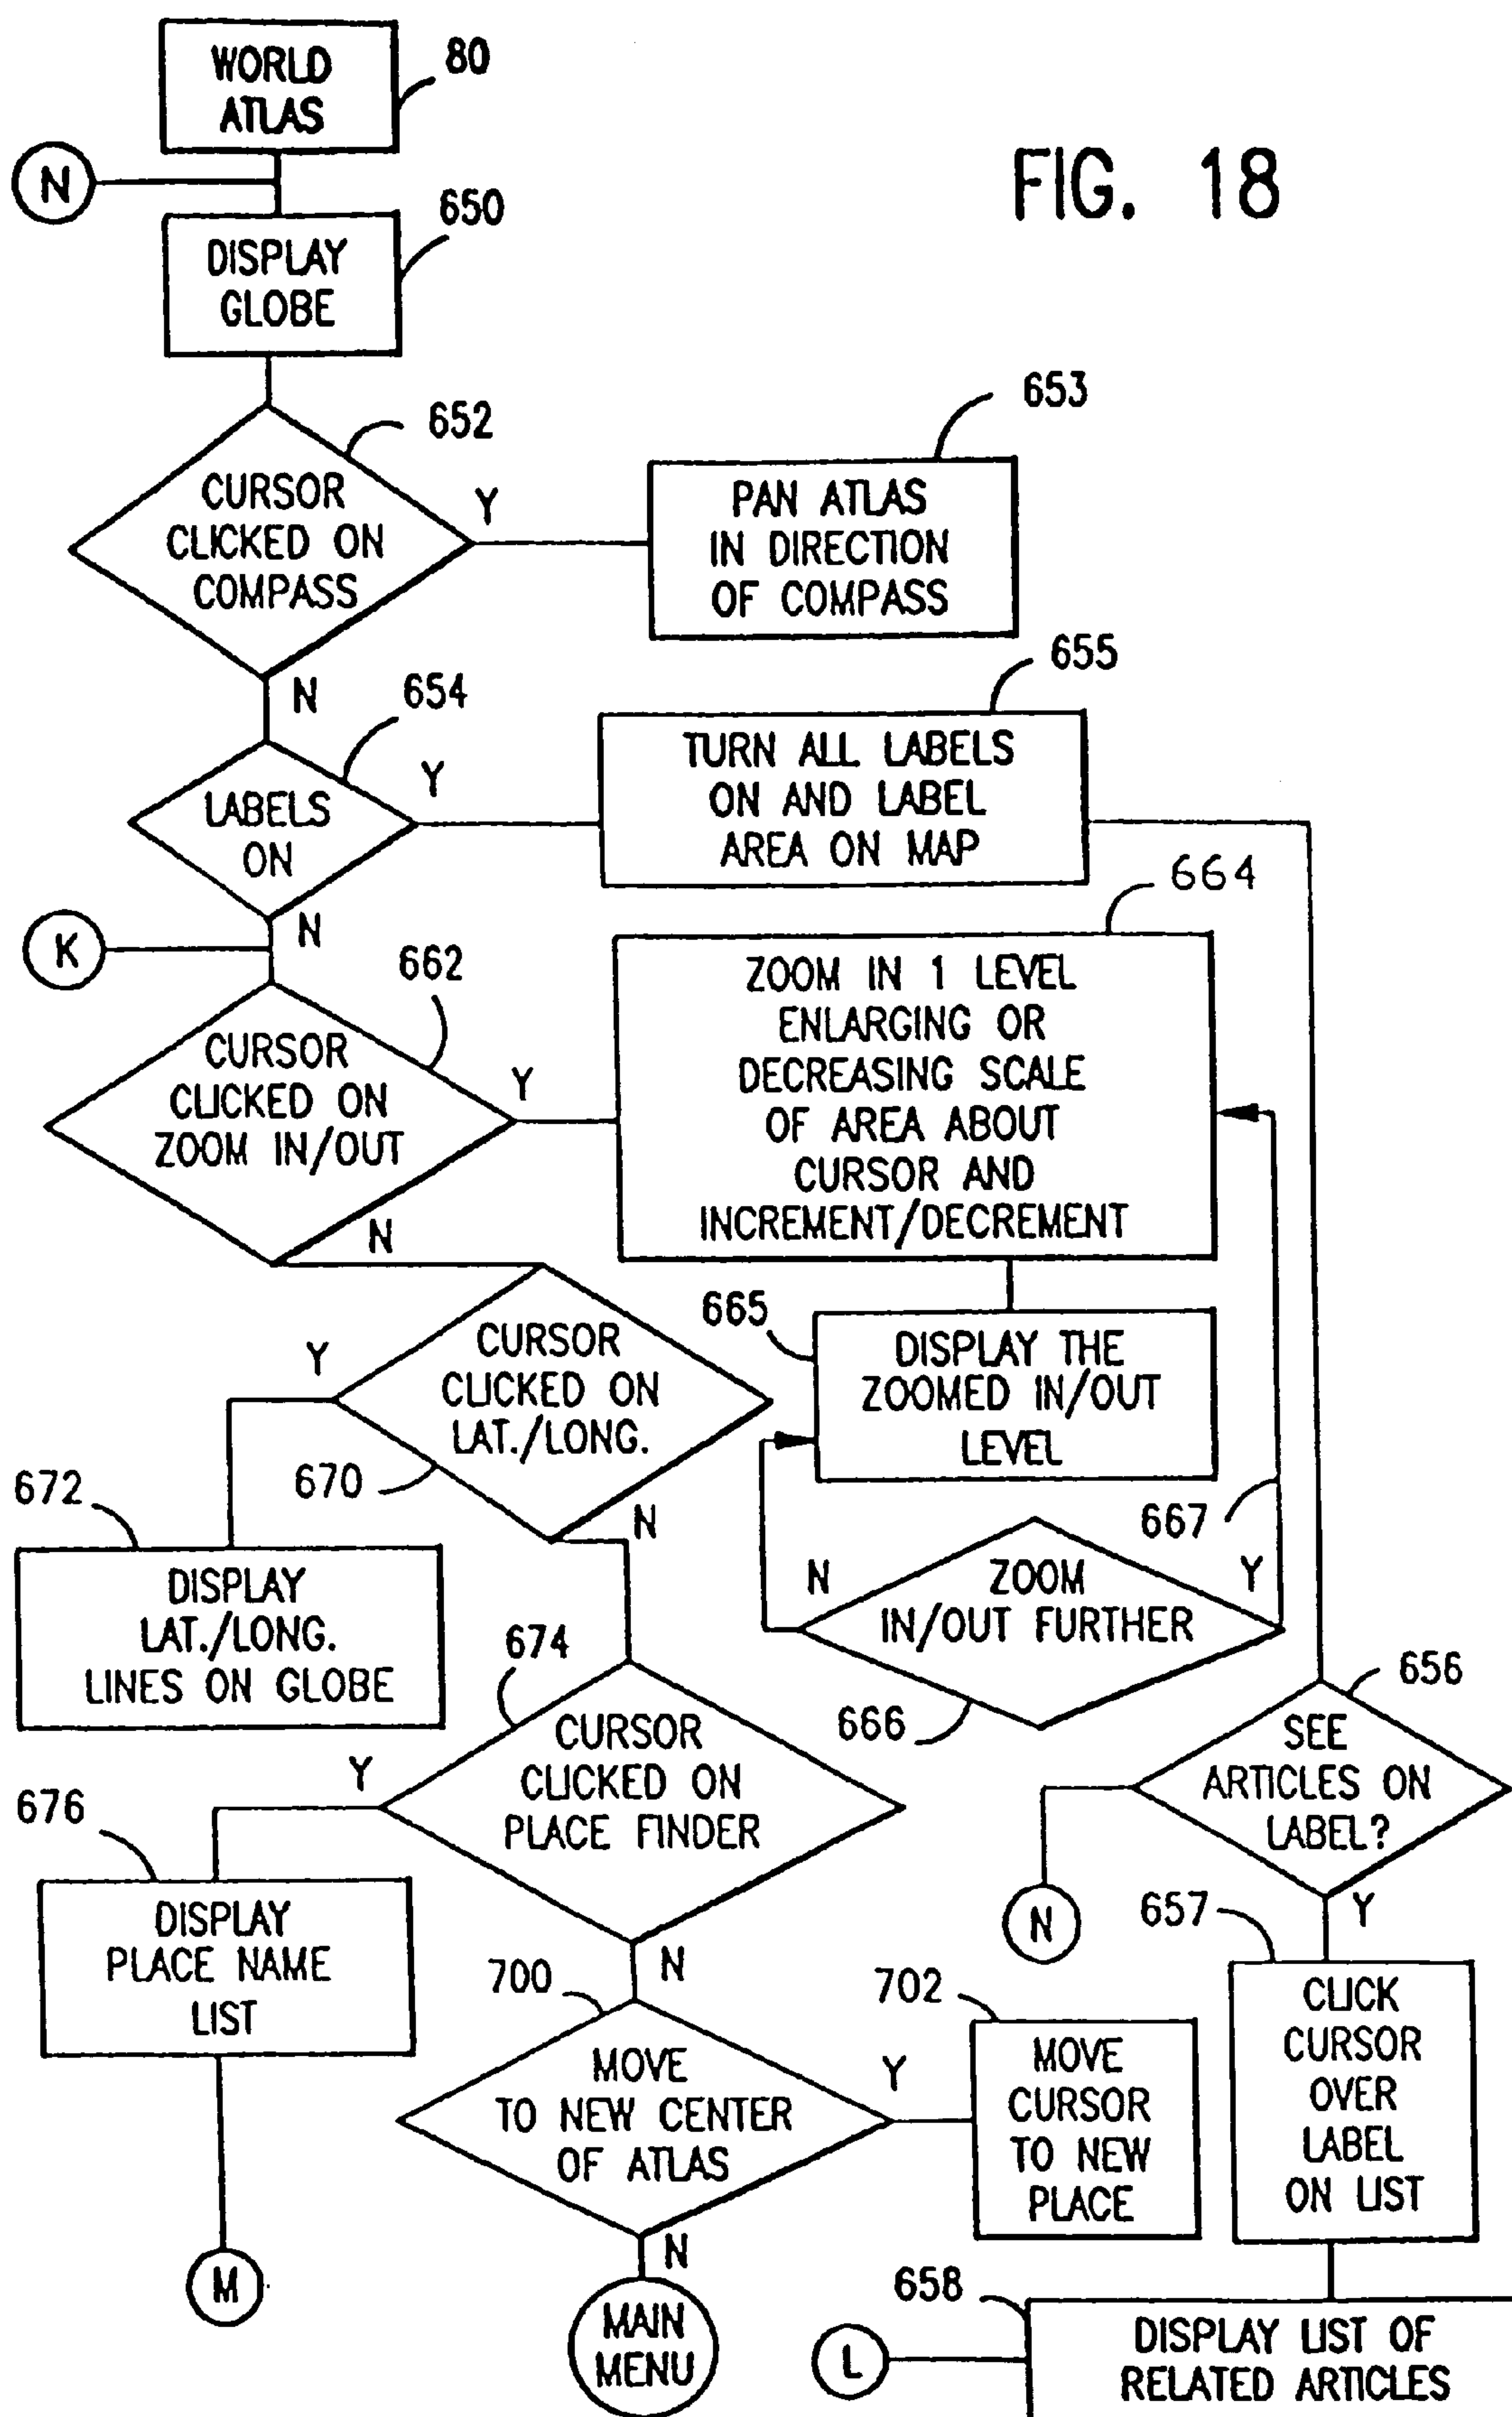 WORLD
ATLAS
80
FIG. 18
N
650
DISPLAY
GLOBE
652
653
CURSOR
CLICKED ON
COMPASS
Y
PAN ATLAS
IN DIRECTION
OF COMPASS
N
654
655
LABELS
ON
Y
TURN ALL LABELS
ON AND LABEL
AREA ON MAP
N
K
662
664
CURSOR
CLICKED ON
ZOOM IN/OUT
Y
ZOOM IN 1 LEVEL
ENLARGING OR
DECREASING SCALE
OF AREA ABOUT
CURSOR AND
INCREMENT/DECREMENT
N
665
DISPLAY THE
ZOOMED IN/OUT
LEVEL
Y
CURSOR
CLICKED ON
LAT./LONG.
670
N
672
DISPLAY
LAT./LONG.
LINES ON GLOBE
667
N
ZOOM
IN/OUT FURTHER
Y
666
674
CURSOR
CLICKED ON
PLACE FINDER
Y
656
SEE
ARTICLES ON
LABEL?
676
DISPLAY
PLACE NAME
LIST
N
N
657
Y
CLICK
CURSOR
OVER
LABEL
ON LIST
700
MOVE
TO NEW CENTER
OF ATLAS
Y
702
MOVE
CURSOR
TO NEW
PLACE
M
N
MAIN
MENU
658
L
DISPLAY LIST OF
RELATED ARTICLES